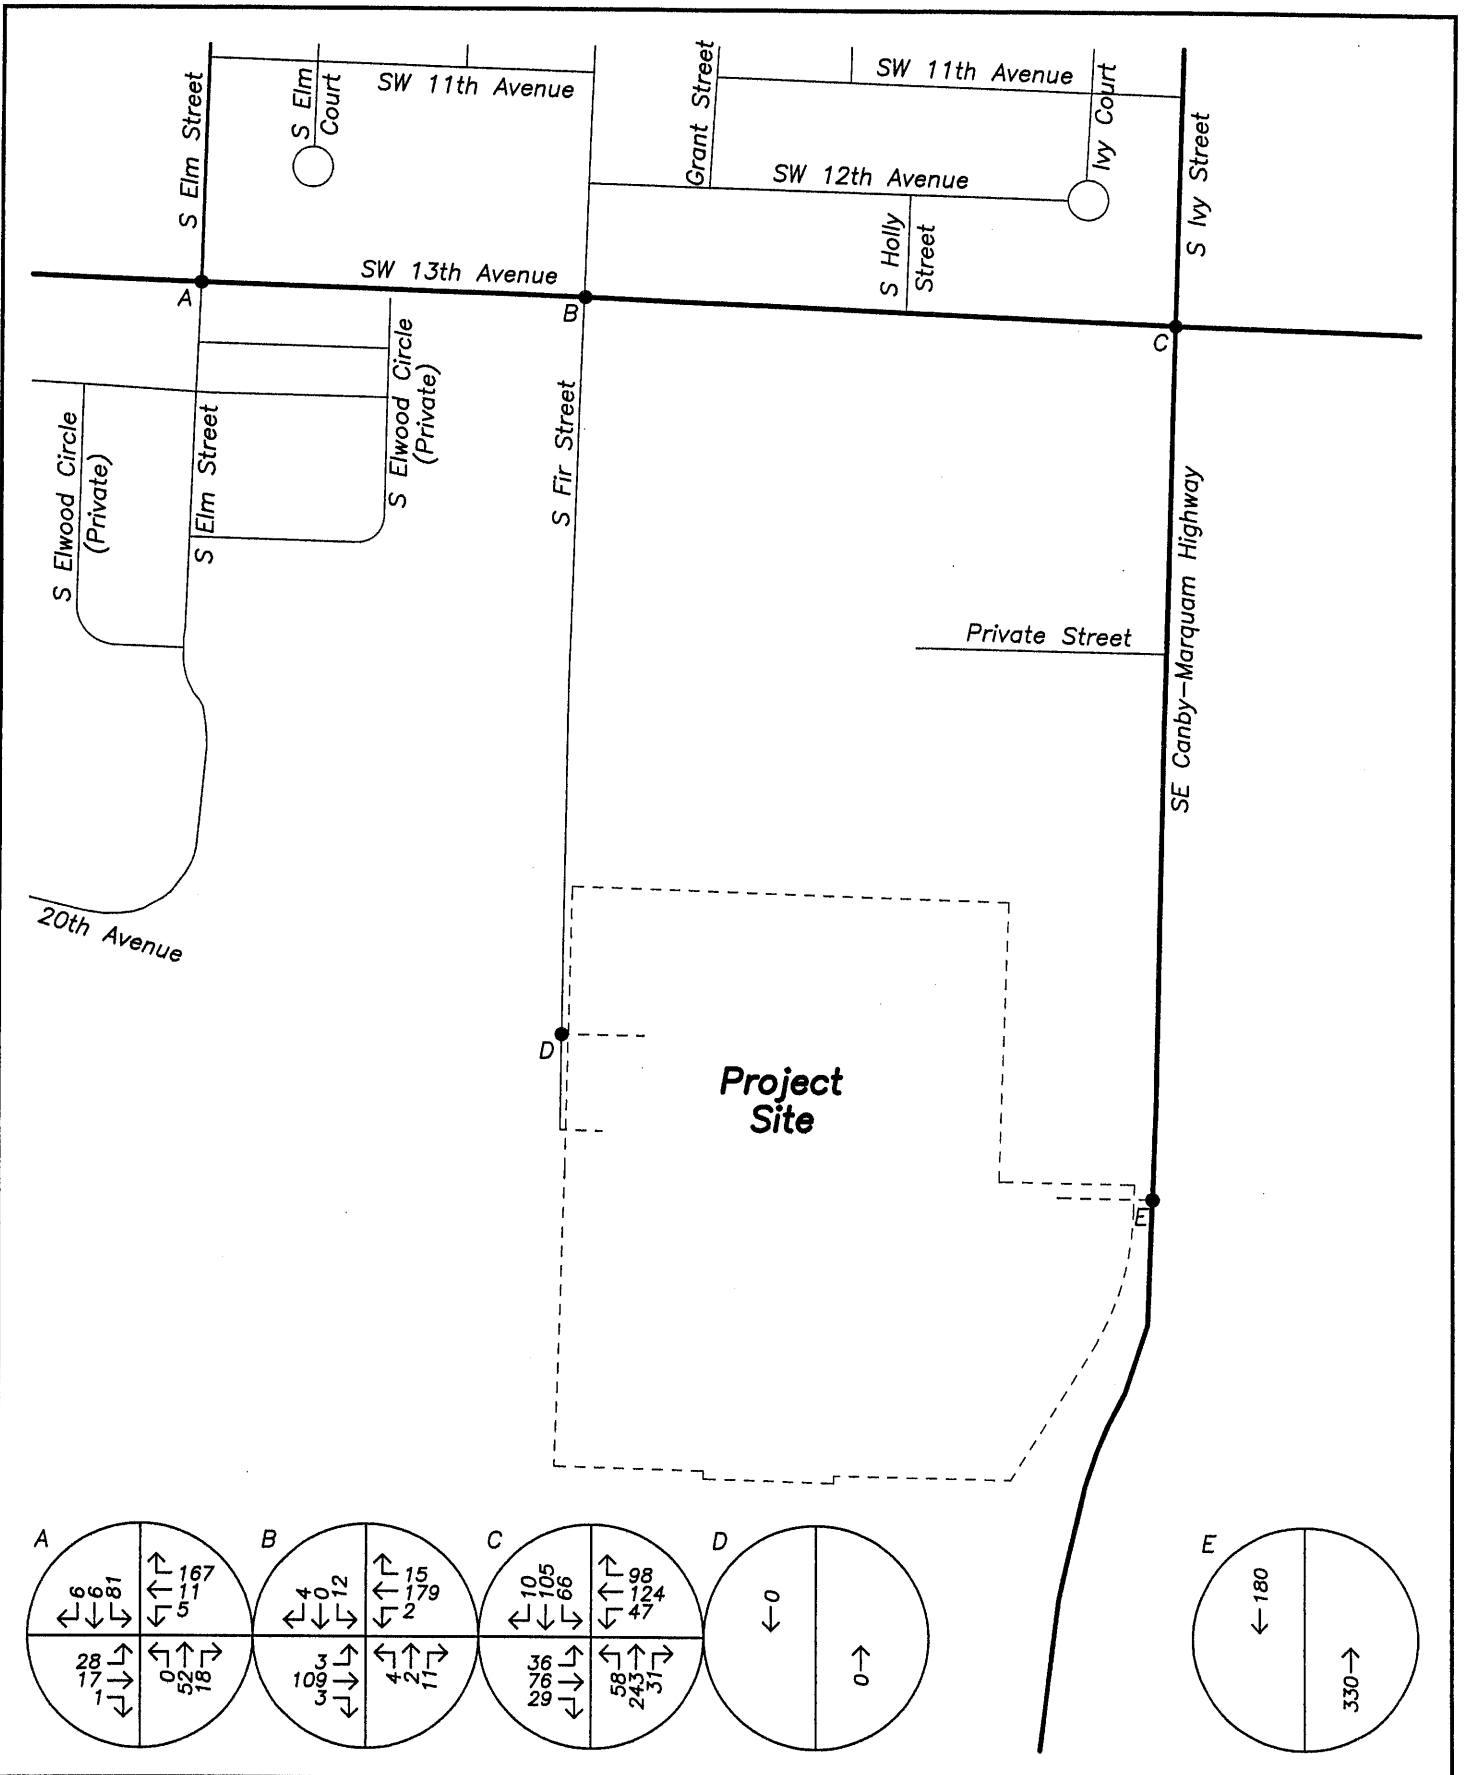 S Elm Street
S Elm
Court
SW 11th Avenue
Grant Street
SW 11th Avenue
Ivy Court
SW 12th Avenue
S Holly
Street
S Ivy Street
SW 13th Avenue
A
B
C
S Elwood Circle
(Private)
S Elm Street
S Elwood Circle
(Private)
S Fir Street
Private Street
SE Canby-Marquam Highway
20th Avenue
D
Project
Site
E
A
6
6
81
167
11
5
28
17
1
0
52
18
B
4
0
12
15
179
2
3
109
3
4
2
11
C
10
105
66
98
124
47
36
76
29
58
243
31
D
0
0
E
180
330